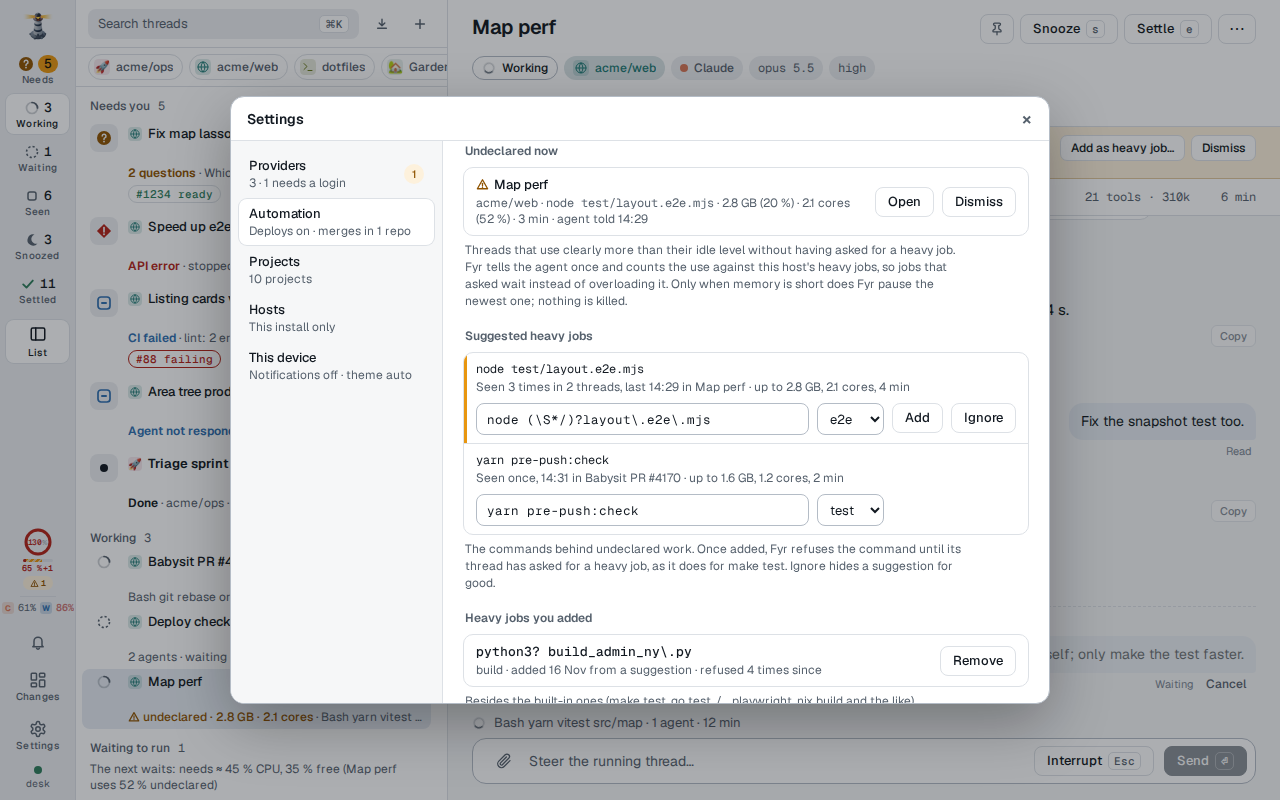 Search threads ⌘K
5
Needs
3
Working
1
Waiting
6
Seen
3
Snoozed
11
Settled
List
130%
65 %+1
1
C 61% W 86%
Changes
Settings
desk
acme/ops acme/web dotfiles Garden
Needs you 5
Fix map lasso
2 questions · Whic
#1234 ready
Speed up e2e
API error · stopped
Listing cards
CI failed · lint: 2 er
#88 failing
Area tree prod
Agent not respon
Triage sprint
Done · acme/ops ·
Working 3
Babysit PR #4
Bash git rebase or
Deploy check
2 agents · waiting
Map perf
undeclared · 2.8 GB · 2.1 cores · Bash yarn vitest …
Waiting to run 1
The next waits: needs ≈ 45 % CPU, 35 % free (Map perf
uses 52 % undeclared)
Map perf
Snooze s
Settle e
···
Working acme/web Claude opus 5.5 high
Add as heavy job… Dismiss
21 tools · 310k 6 min
4 s.
Copy
Fix the snapshot test too.
Read
Copy
self; only make the test faster.
Waiting Cancel
Bash yarn vitest src/map · 1 agent · 12 min
Steer the running thread…
Interrupt Esc
Send ⏎
Settings
×
Providers
3 · 1 needs a login
1
Automation
Deploys on · merges in 1 repo
Projects
10 projects
Hosts
This install only
This device
Notifications off · theme auto
Undeclared now
Map perf
acme/web · node test/layout.e2e.mjs · 2.8 GB (20 %) · 2.1 cores
(52 %) · 3 min · agent told 14:29
Open Dismiss
Threads that use clearly more than their idle level without having asked for a heavy job.
Fyr tells the agent once and counts the use against this host's heavy jobs, so jobs that
asked wait instead of overloading it. Only when memory is short does Fyr pause the
newest one; nothing is killed.
Suggested heavy jobs
node test/layout.e2e.mjs
Seen 3 times in 2 threads, last 14:29 in Map perf · up to 2.8 GB, 2.1 cores, 4 min
node (\S*/)?layout\.e2e\.mjs e2e Add Ignore
yarn pre-push:check
Seen once, 14:31 in Babysit PR #4170 · up to 1.6 GB, 1.2 cores, 2 min
yarn pre-push:check test
The commands behind undeclared work. Once added, Fyr refuses the command until its
thread has asked for a heavy job, as it does for make test. Ignore hides a suggestion for
good.
Heavy jobs you added
python3? build_admin_ny\.py
build · added 16 Nov from a suggestion · refused 4 times since
Remove
Besides the built-in ones (make test, go test ./…, playwright, nix build and the like).